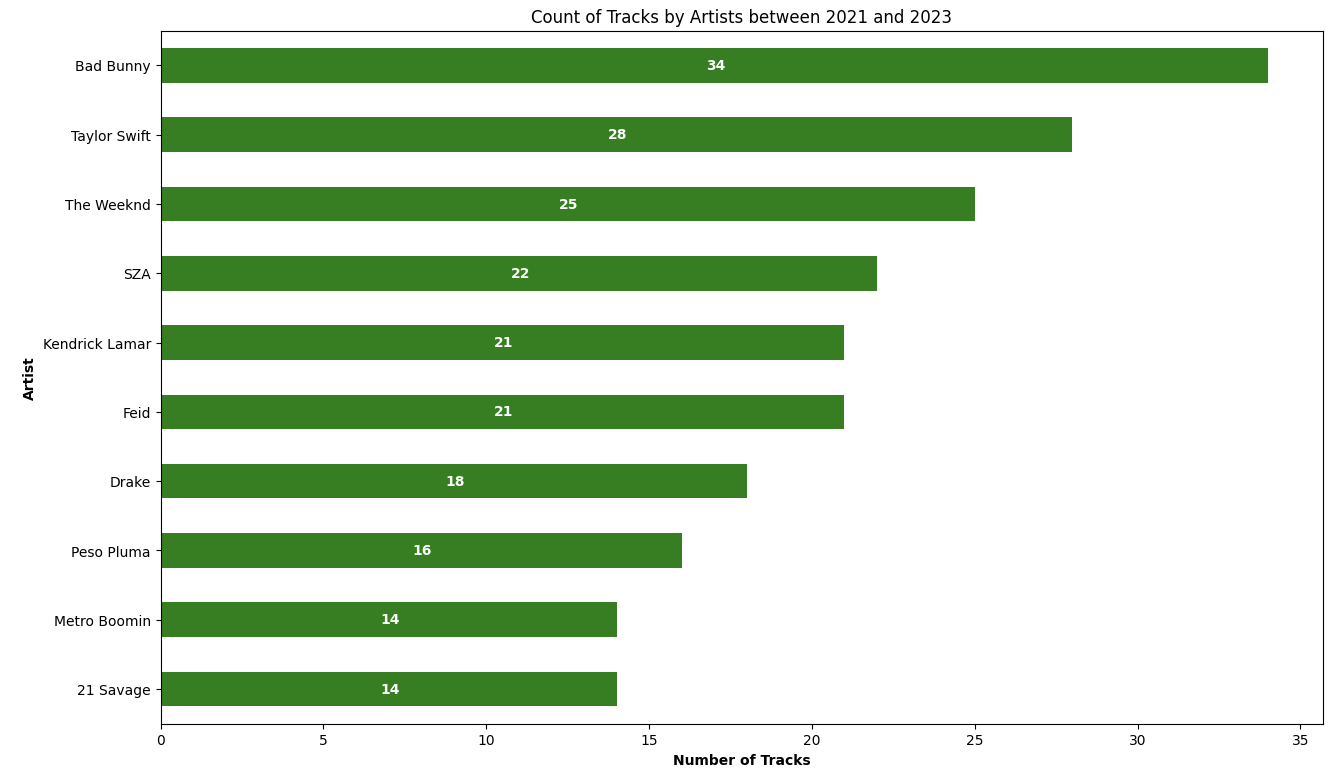 Count of Tracks by Artists between 2021 and 2023
Artist
Bad Bunny 34
Taylor Swift 28
The Weeknd 25
SZA 22
Kendrick Lamar 21
Feid 21
Drake 18
Peso Pluma 16
Metro Boomin 14
21 Savage 14
0 5 10 15 20 25 30 35
Number of Tracks